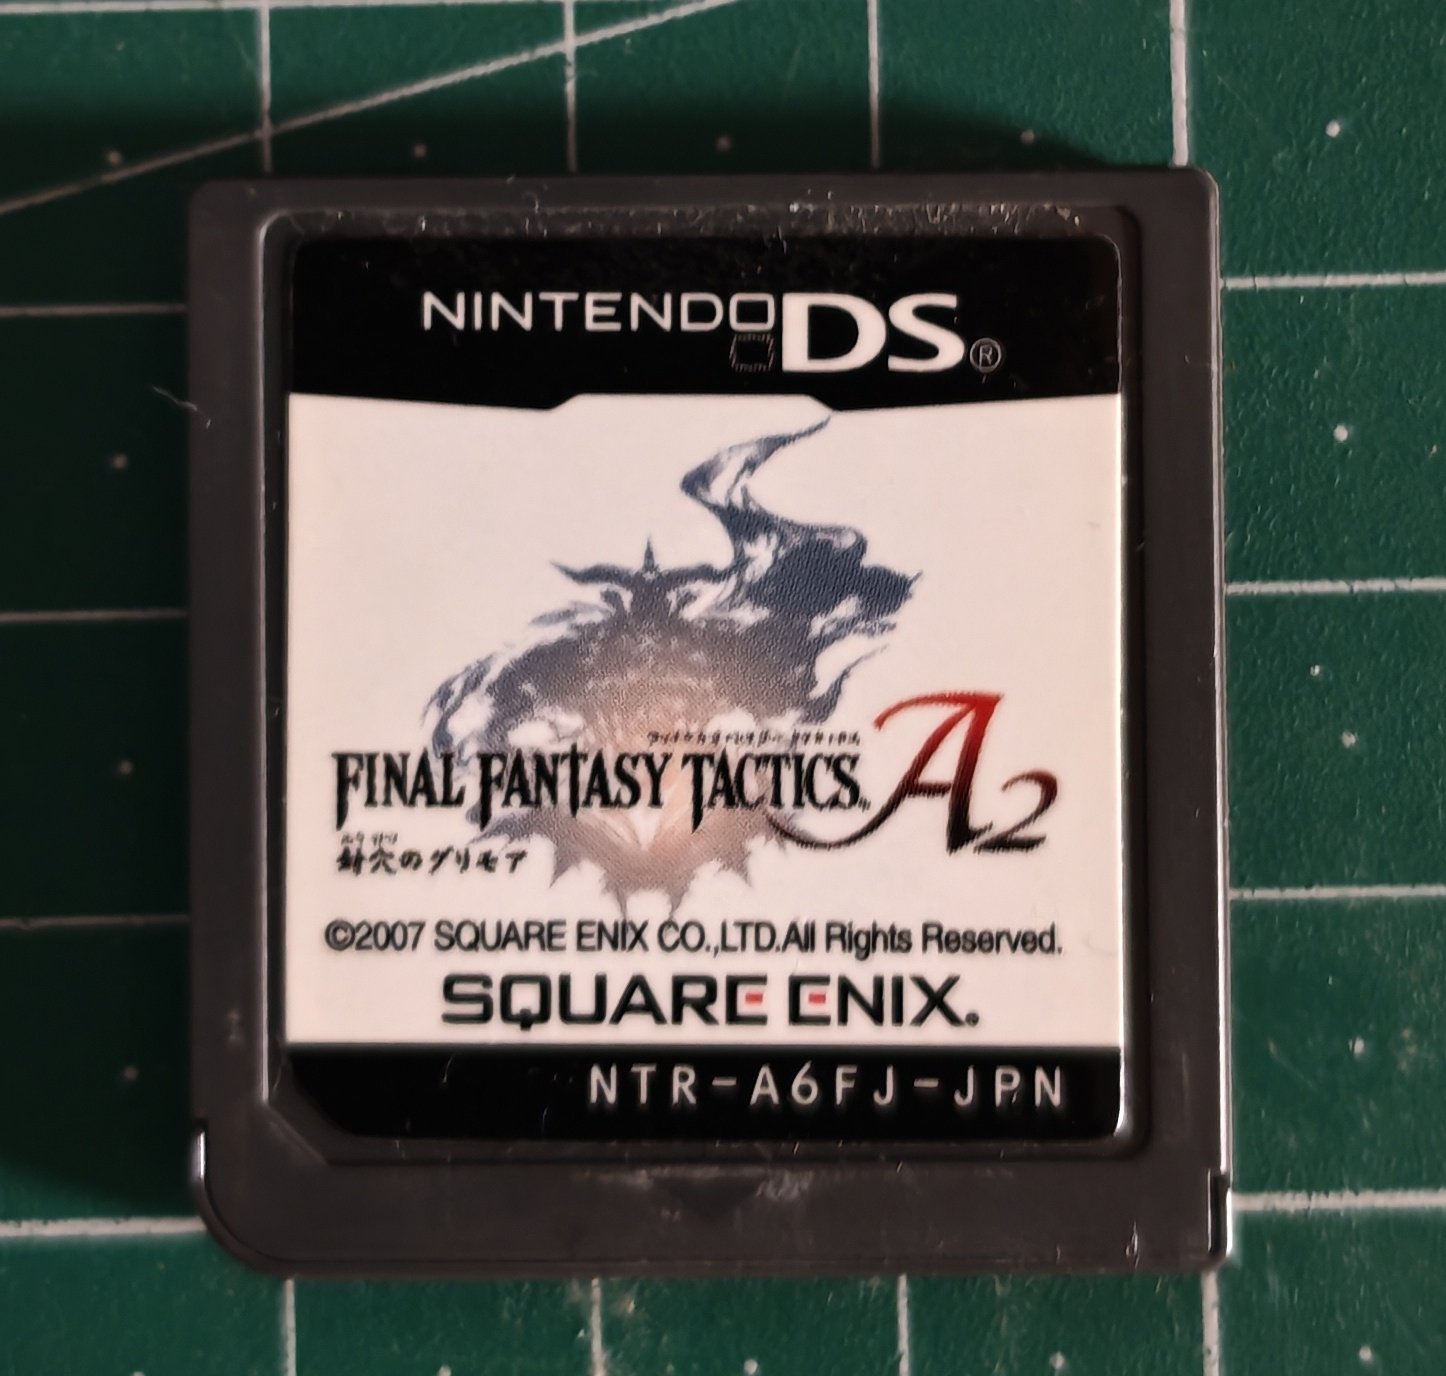 NINTENDO DS®
ファイナルファンタジー タクティクス
FINAL FANTASY TACTICS A2
ふう けつ
封穴のグリモア
©2007 SQUARE ENIX CO.,LTD.All Rights Reserved.
SQUARE ENIX.
NTR-A6FJ-JPN